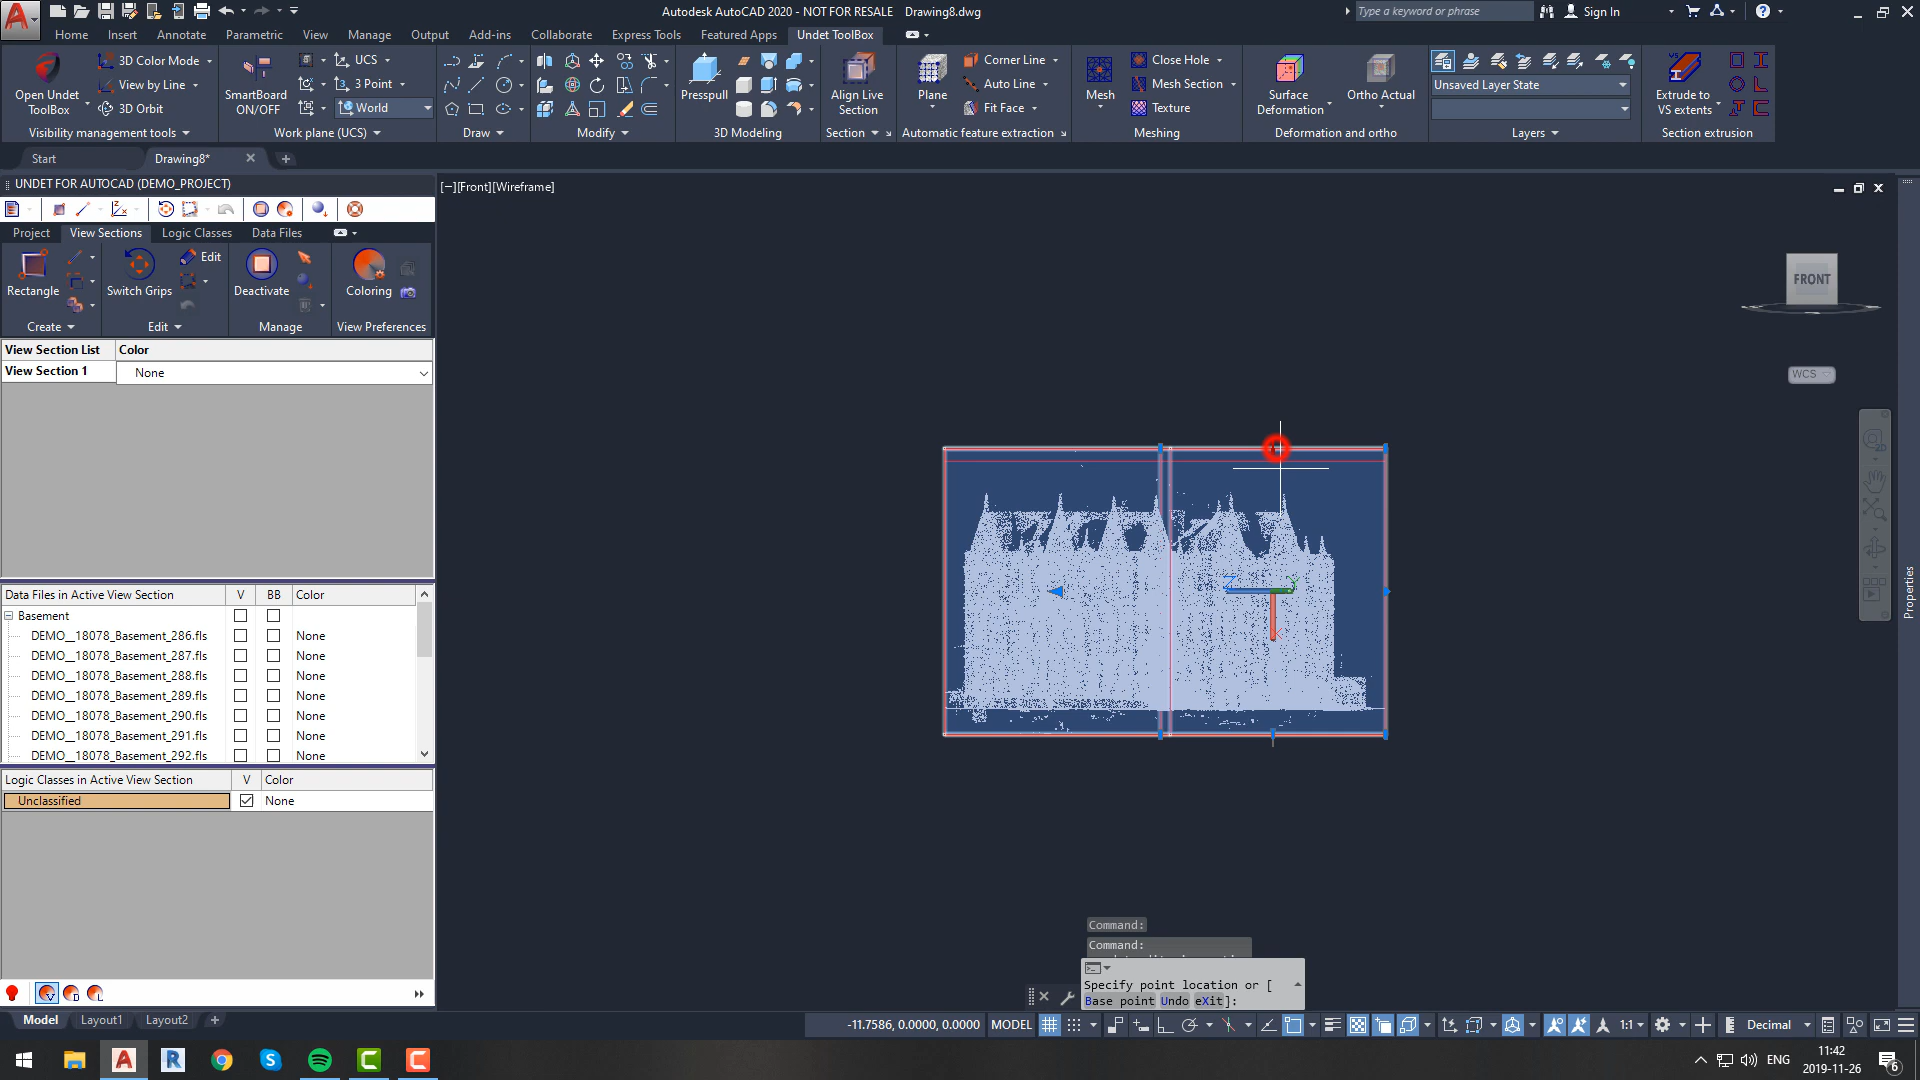 Autodesk AutoCAD 2020 - NOT FOR RESALE Drawing8.dwg
Type a keyword or phrase
Sign In
Home Insert Annotate Parametric View Manage Output Add-ins Collaborate Express Tools Featured Apps Undet ToolBox
Open Undet ToolBox
3D Color Mode
View by Line
3D Orbit
Visibility management tools
SmartBoard ON/OFF
UCS
3 Point
World
Work plane (UCS)
Draw
Modify
Presspull
3D Modeling
Align Live Section
Section
Plane
Corner Line
Auto Line
Fit Face
Automatic feature extraction
Mesh
Close Hole
Mesh Section
Texture
Meshing
Surface Deformation
Ortho Actual
Deformation and ortho
Unsaved Layer State
Layers
Extrude to VS extents
Section extrusion
Start Drawing8*
UNDET FOR AUTOCAD (DEMO_PROJECT)
[−][Front][Wireframe]
Project View Sections Logic Classes Data Files
Rectangle
Create
Switch Grips
Edit
Edit
Deactivate
Manage
Coloring
View Preferences
FRONT
WCS
View Section List Color
View Section 1 None
Data Files in Active View Section V BB Color
Basement
DEMO__18078_Basement_286.fls None
DEMO__18078_Basement_287.fls None
DEMO__18078_Basement_288.fls None
DEMO__18078_Basement_289.fls None
DEMO__18078_Basement_290.fls None
DEMO__18078_Basement_291.fls None
DEMO__18078_Basement_292.fls None
Logic Classes in Active View Section V Color
Unclassified None
Properties
Z Y
X
Command:
Command:
Specify point location or [
Base point Undo eXit]:
Model Layout1 Layout2
-11.7586, 0.0000, 0.0000 MODEL
1:1
Decimal
ENG
11:42
2019-11-26
6